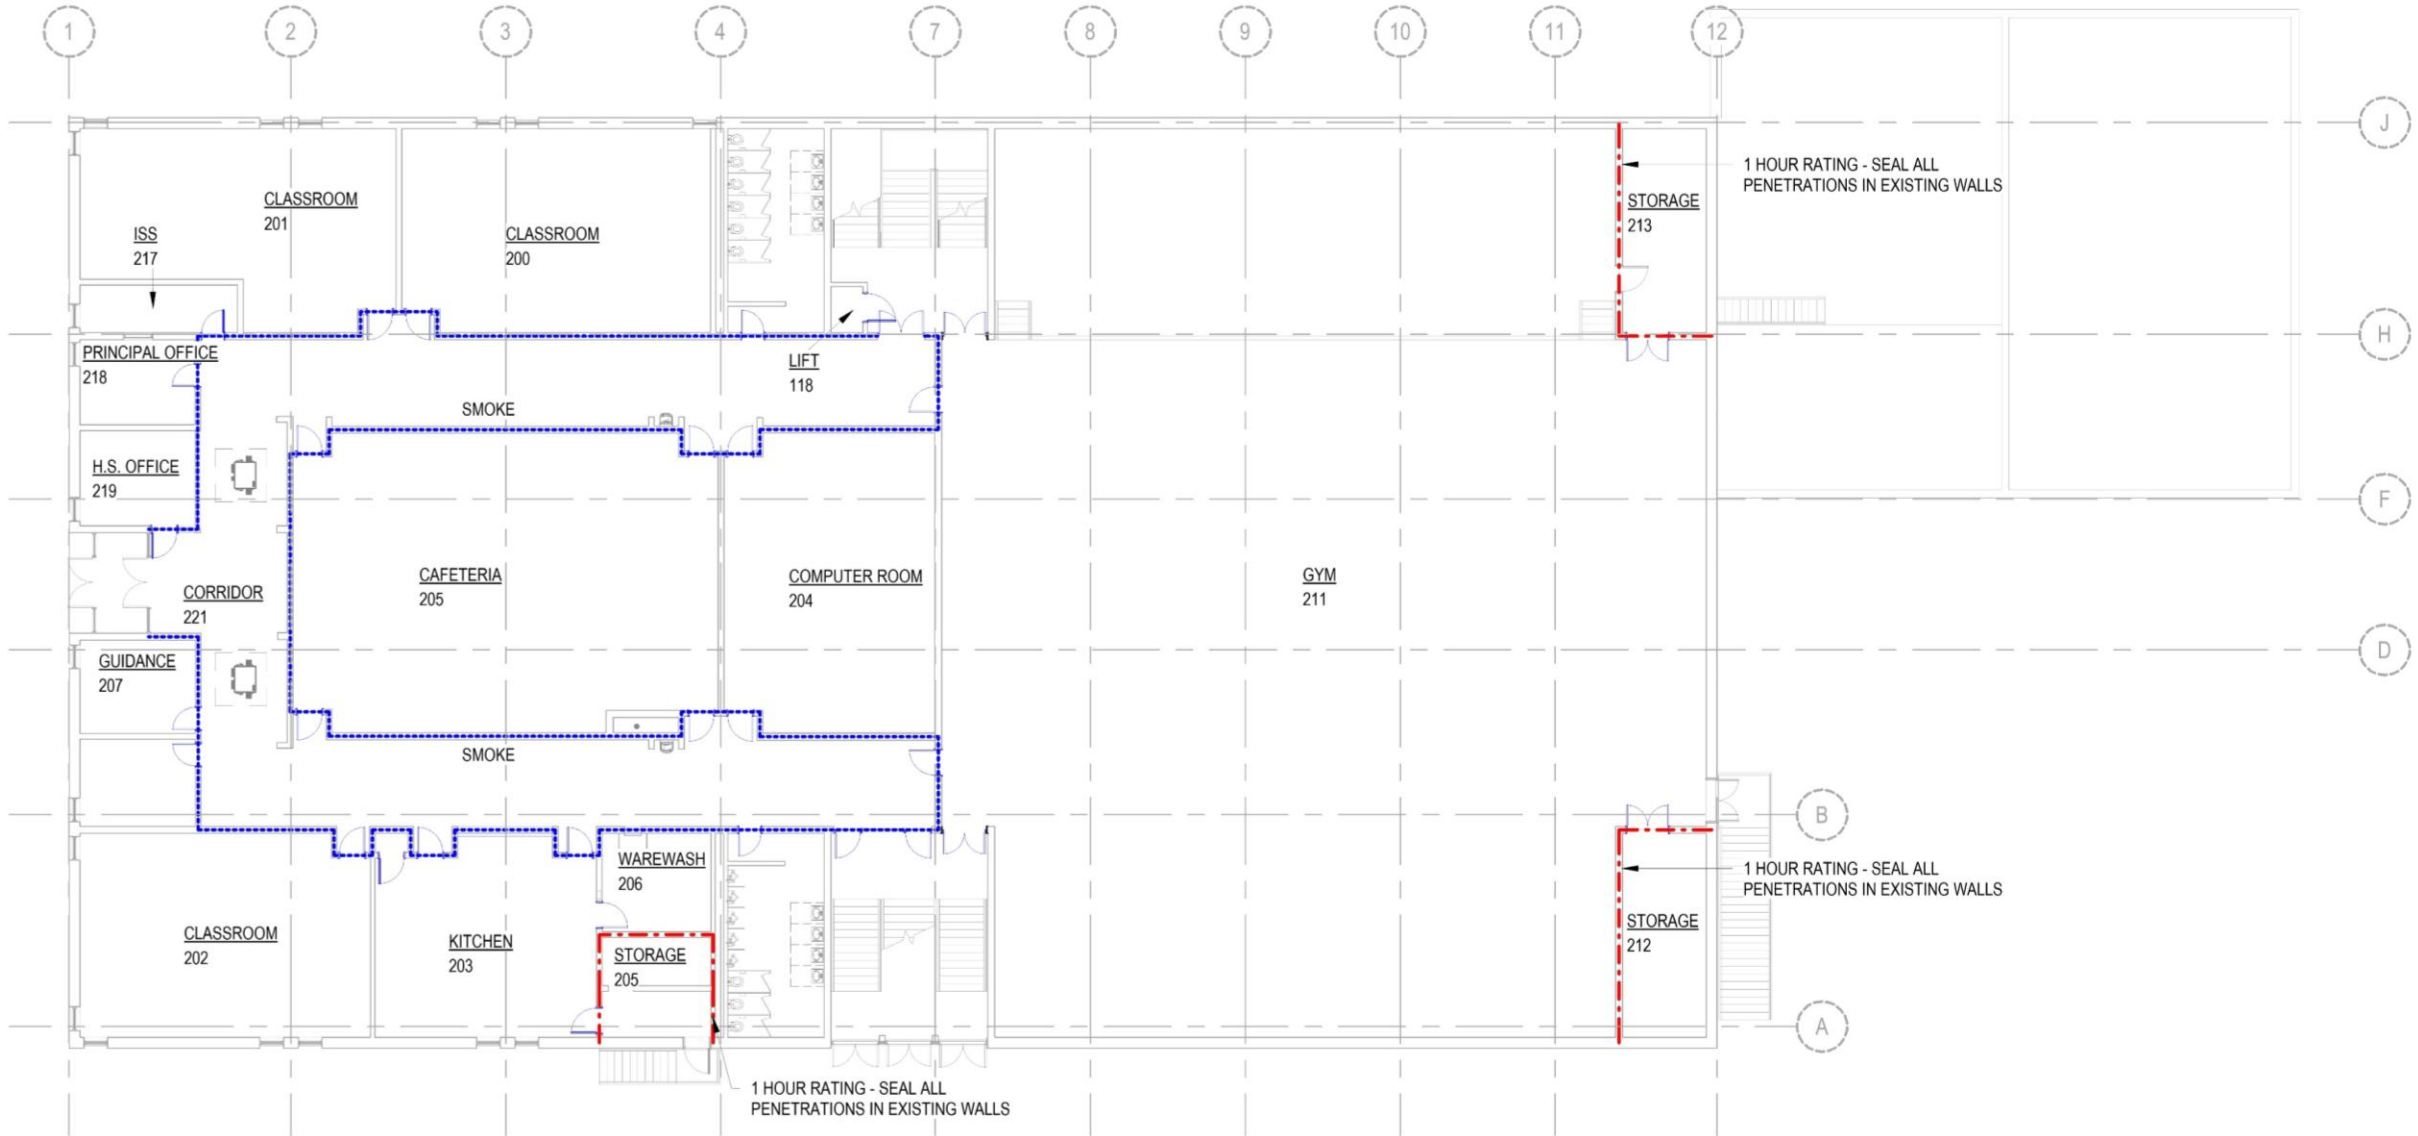 1
2
3
4
7
8
9
10
11
12
J
1 HOUR RATING - SEAL ALL
PENETRATIONS IN EXISTING WALLS
CLASSROOM
201
STORAGE
213
ISS
217
CLASSROOM
200
H
PRINCIPAL OFFICE
218
LIFT
118
SMOKE
H.S. OFFICE
219
F
CAFETERIA
205
COMPUTER ROOM
204
GYM
211
CORRIDOR
221
D
GUIDANCE
207
SMOKE
B
WAREWASH
206
1 HOUR RATING - SEAL ALL
PENETRATIONS IN EXISTING WALLS
CLASSROOM
202
KITCHEN
203
STORAGE
205
STORAGE
212
A
1 HOUR RATING - SEAL ALL
PENETRATIONS IN EXISTING WALLS